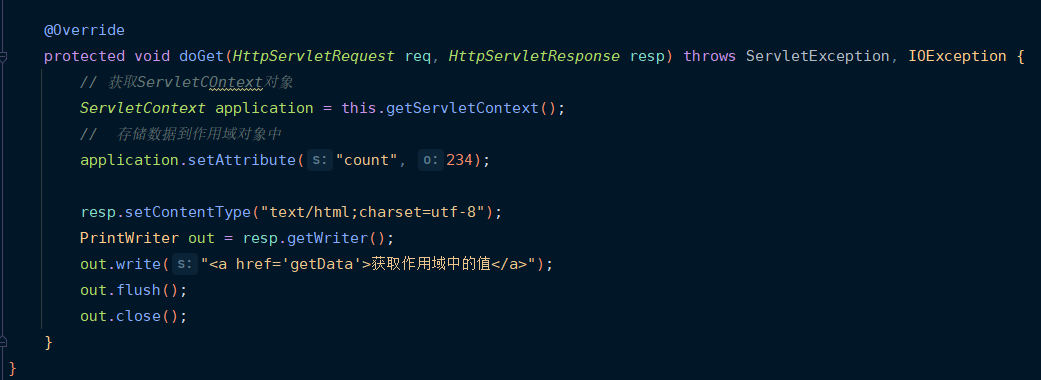 @Override
protected void doGet(HttpServletRequest req, HttpServletResponse resp) throws ServletException, IOException {
// 获取ServletCOntext对象
ServletContext application = this.getServletContext();
//  存储数据到作用域对象中
application.setAttribute( s: "count", o: 234);
resp.setContentType("text/html;charset=utf-8");
PrintWriter out = resp.getWriter();
out.write( s: "<a href='getData'>获取作用域中的值</a>");
out.flush();
out.close();
}
}